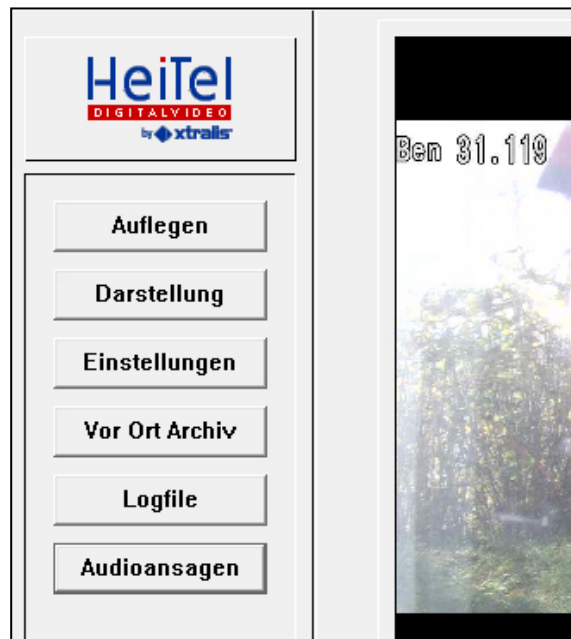 HeiTel
DIGITALVIDEO
by xtralis
Ben 31.119
Auflegen
Darstellung
Einstellungen
Vor Ort Archiv
Logfile
Audioansagen